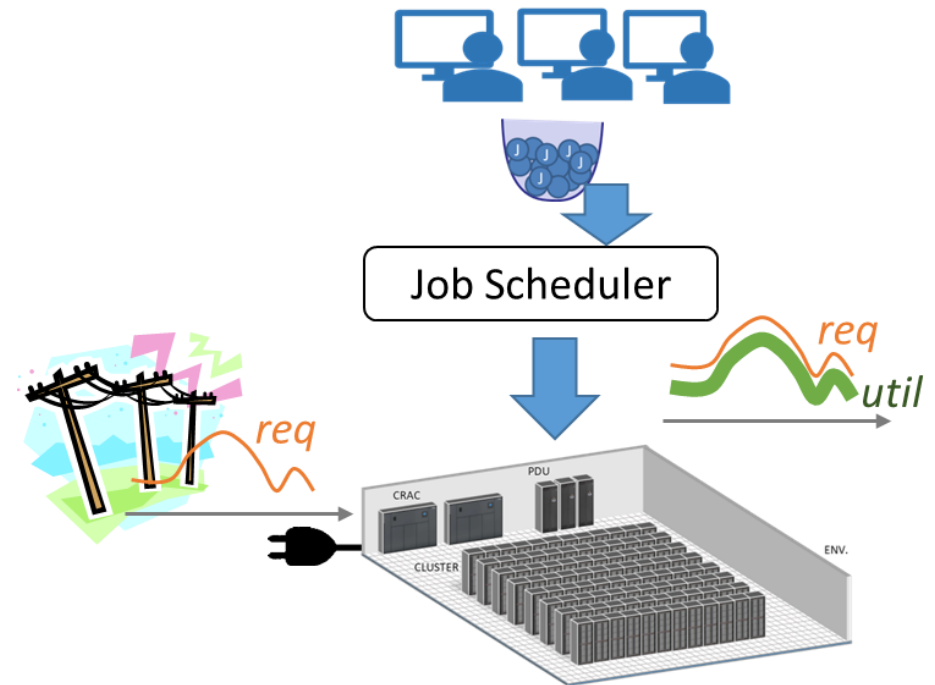 J J J J J
Job Scheduler
req
util
req
PDU
CRAC
ENV.
CLUSTER